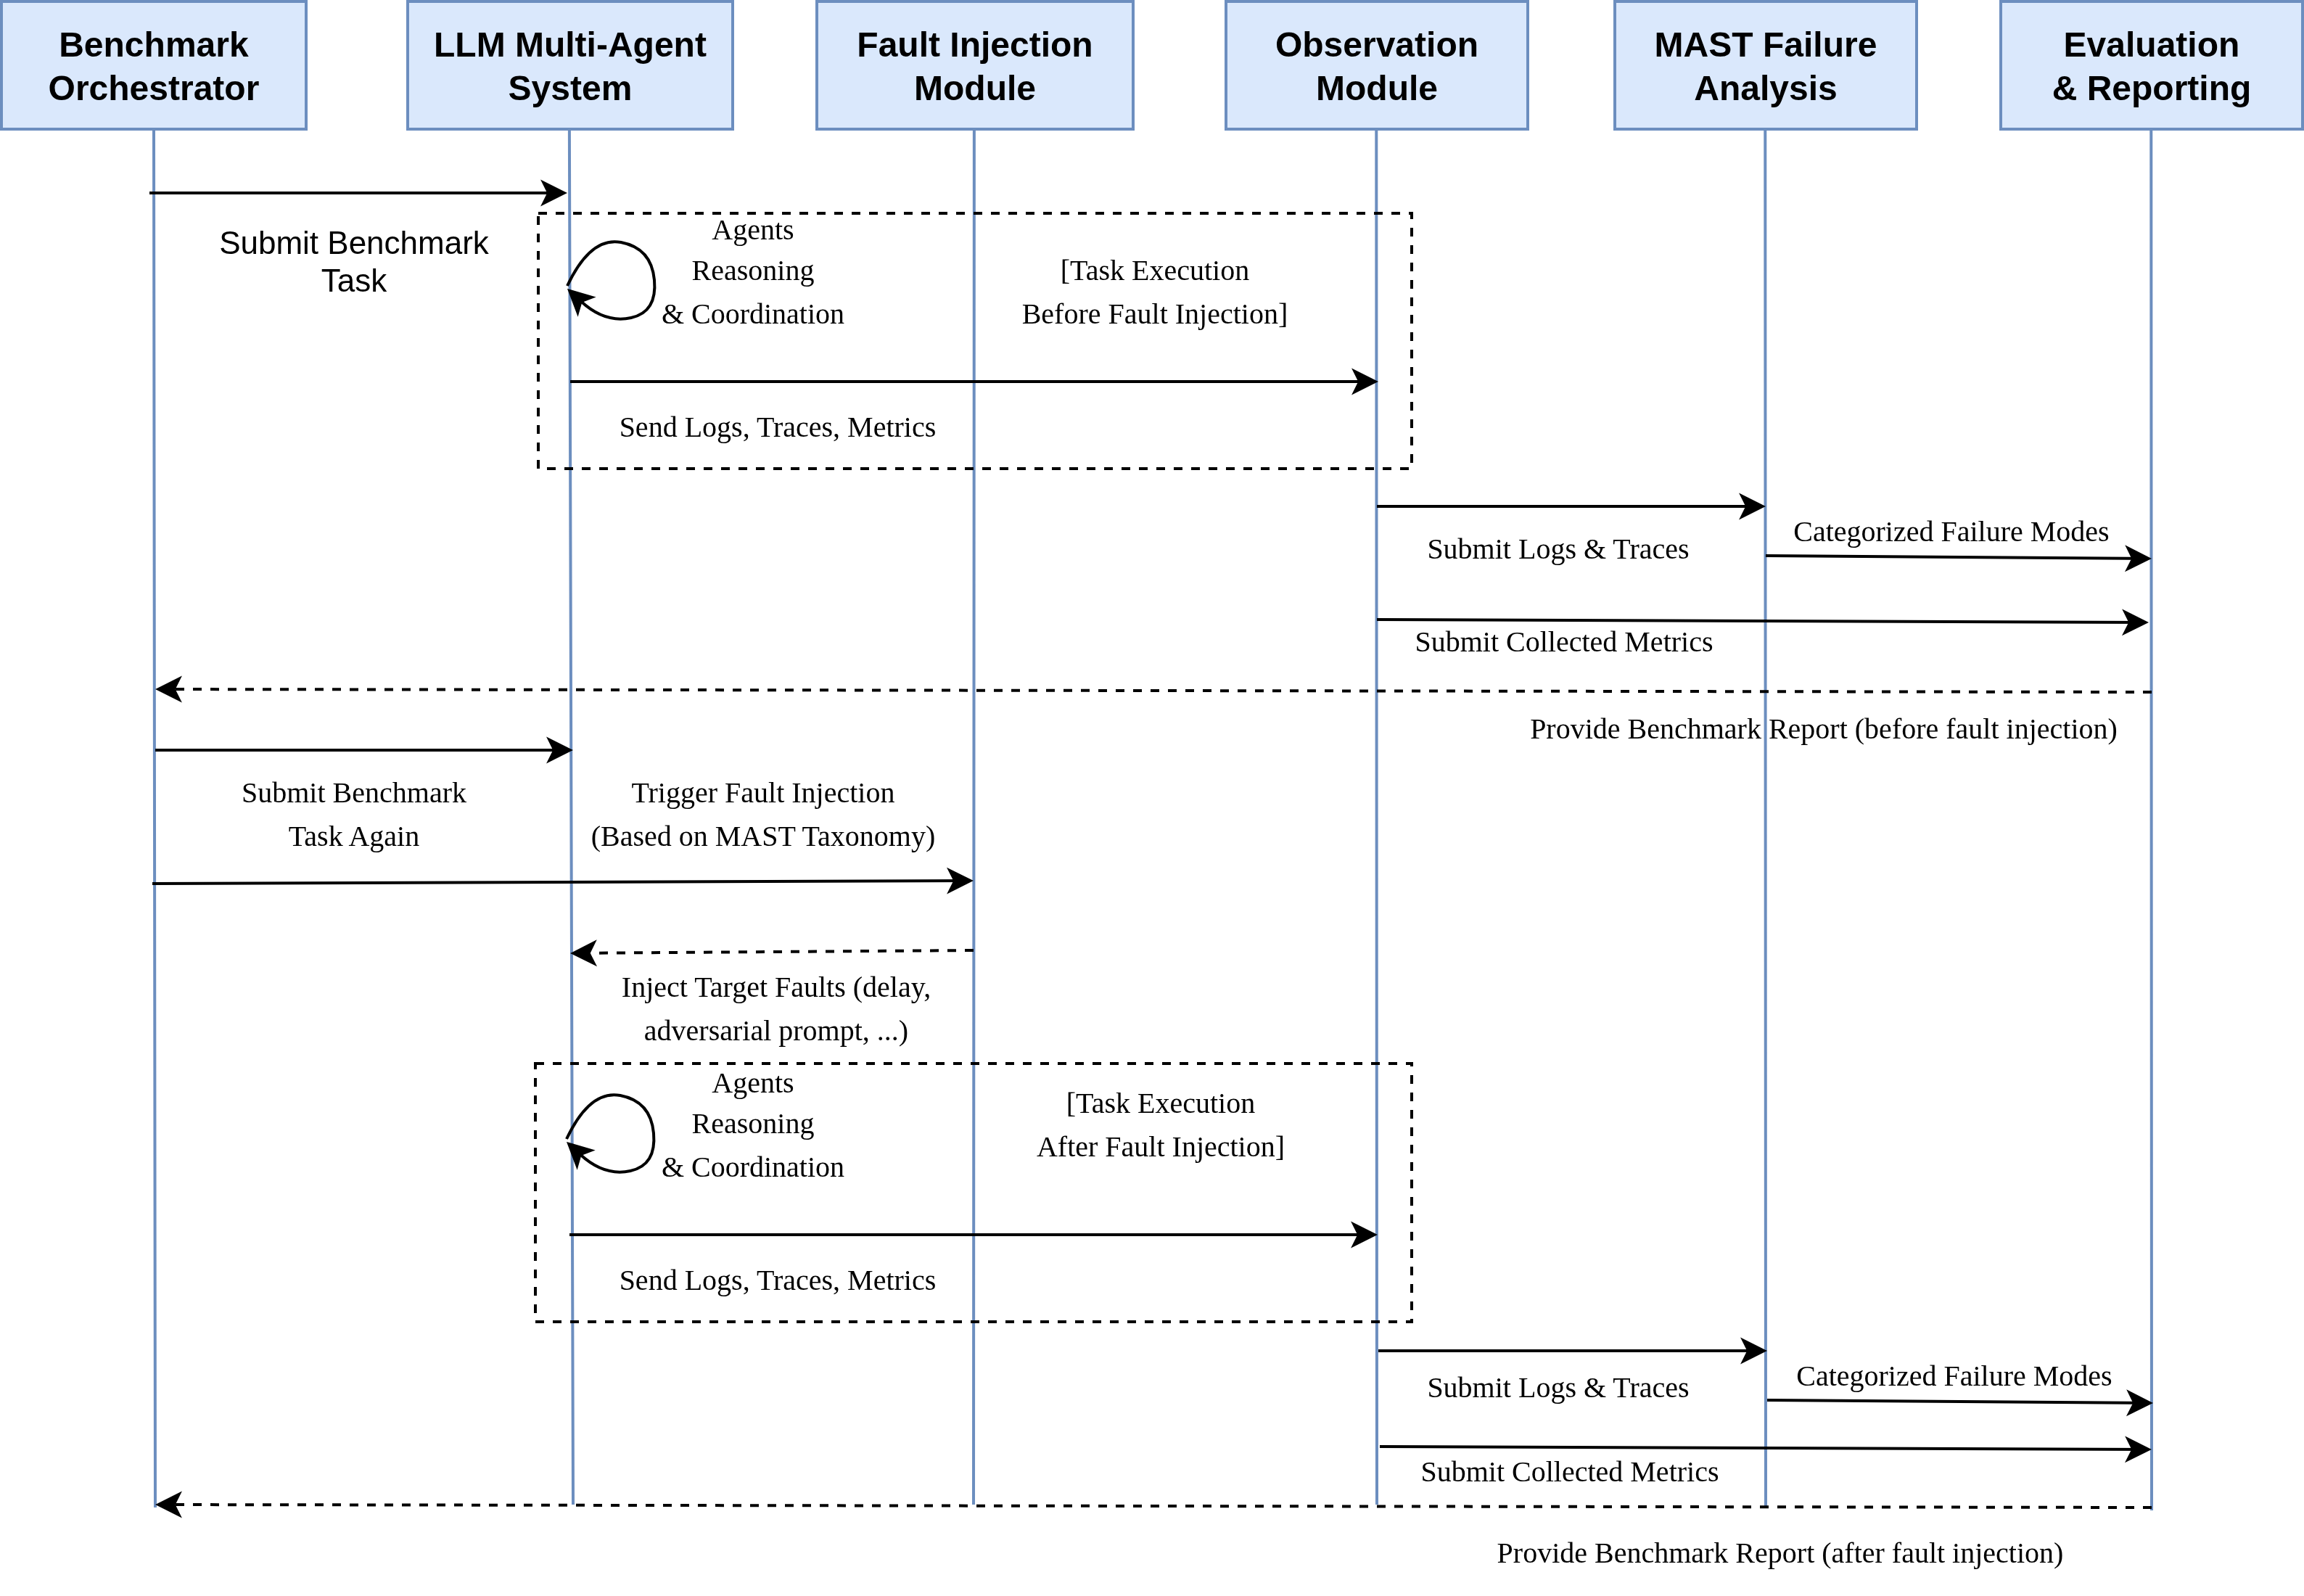 Benchmark
Orchestrator
LLM Multi-Agent
System
Fault Injection
Module
Observation
Module
MAST Failure
Analysis
Evaluation
& Reporting
Submit Benchmark
Task
Agents
Reasoning
& Coordination
[Task Execution
Before Fault Injection]
Send Logs, Traces, Metrics
Submit Logs & Traces
Categorized Failure Modes
Submit Collected Metrics
Provide Benchmark Report (before fault injection)
Submit Benchmark
Task Again
Trigger Fault Injection
(Based on MAST Taxonomy)
Inject Target Faults (delay,
adversarial prompt, ...)
Agents
Reasoning
& Coordination
[Task Execution
After Fault Injection]
Send Logs, Traces, Metrics
Submit Logs & Traces
Categorized Failure Modes
Submit Collected Metrics
Provide Benchmark Report (after fault injection)